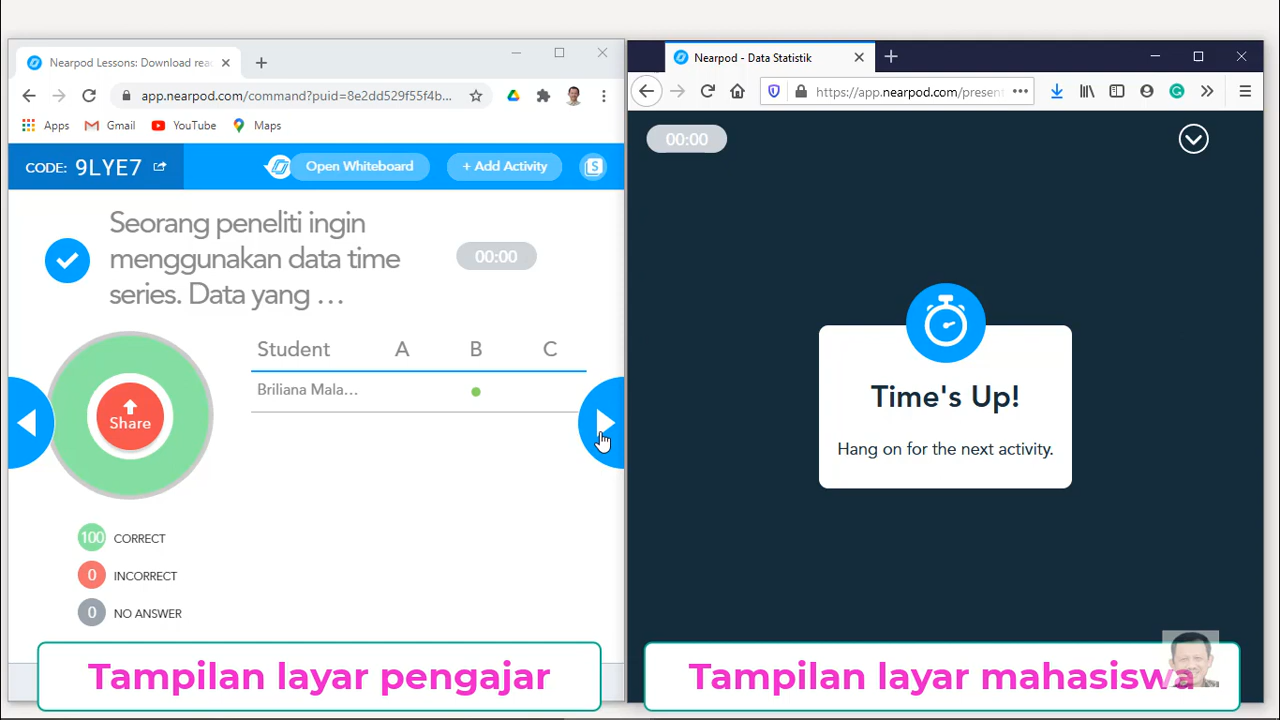 Nearpod Lessons: Download rea
app.nearpod.com/command?puid=8e2dd529f55f4b...
Apps
Gmail
YouTube
Maps
CODE: 9LYE7
Open Whiteboard
+ Add Activity
S
Seorang peneliti ingin
menggunakan data time
series. Data yang …
00:00
Student A B C
Briliana Mala...
Share
100 CORRECT
0 INCORRECT
0 NO ANSWER
Tampilan layar pengajar
Nearpod - Data Statistik
https://app.nearpod.com/present
00:00
Time's Up!
Hang on for the next activity.
Tampilan layar mahasiswa